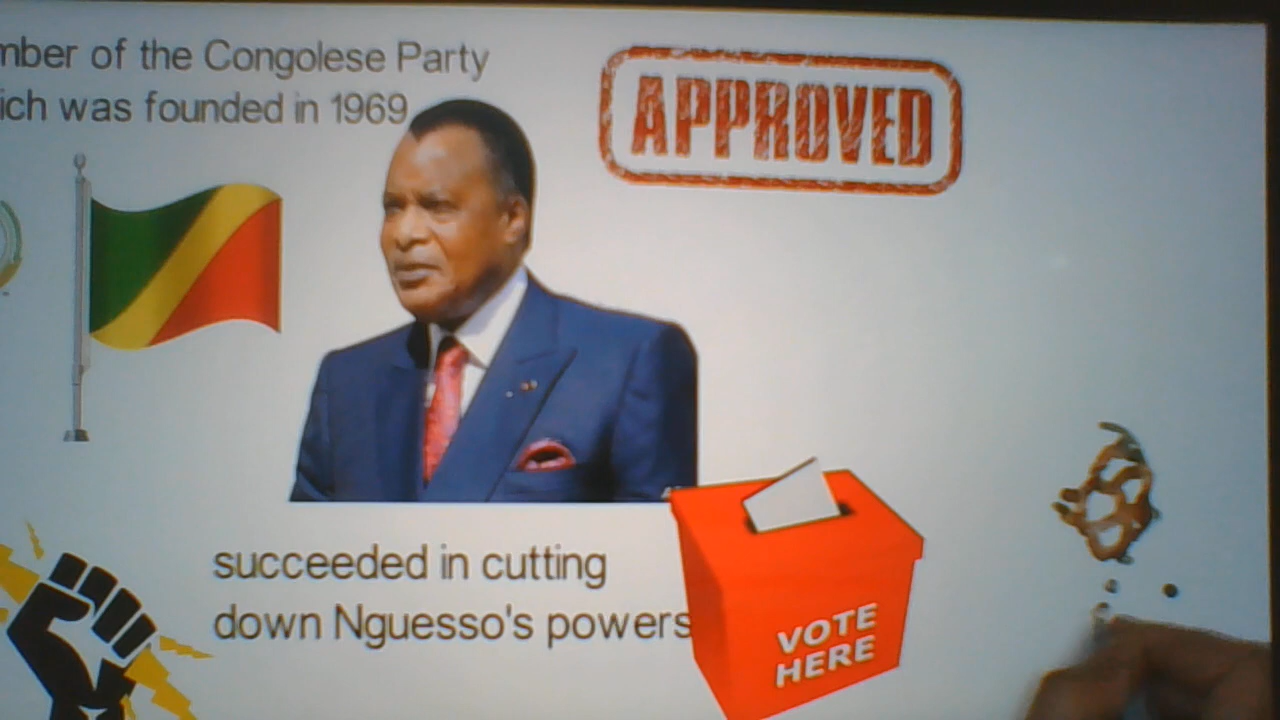 mber of the Congolese Party
ich was founded in 1969
APPROVED
succeeded in cutting
down Nguesso's powers
VOTE
HERE